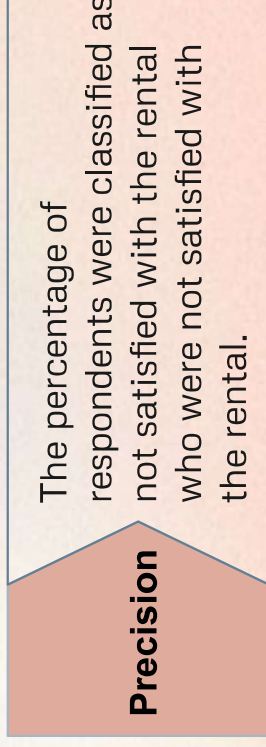 Precision
The percentage of
respondents were classified as
not satisfied with the rental
who were not satisfied with
the rental.